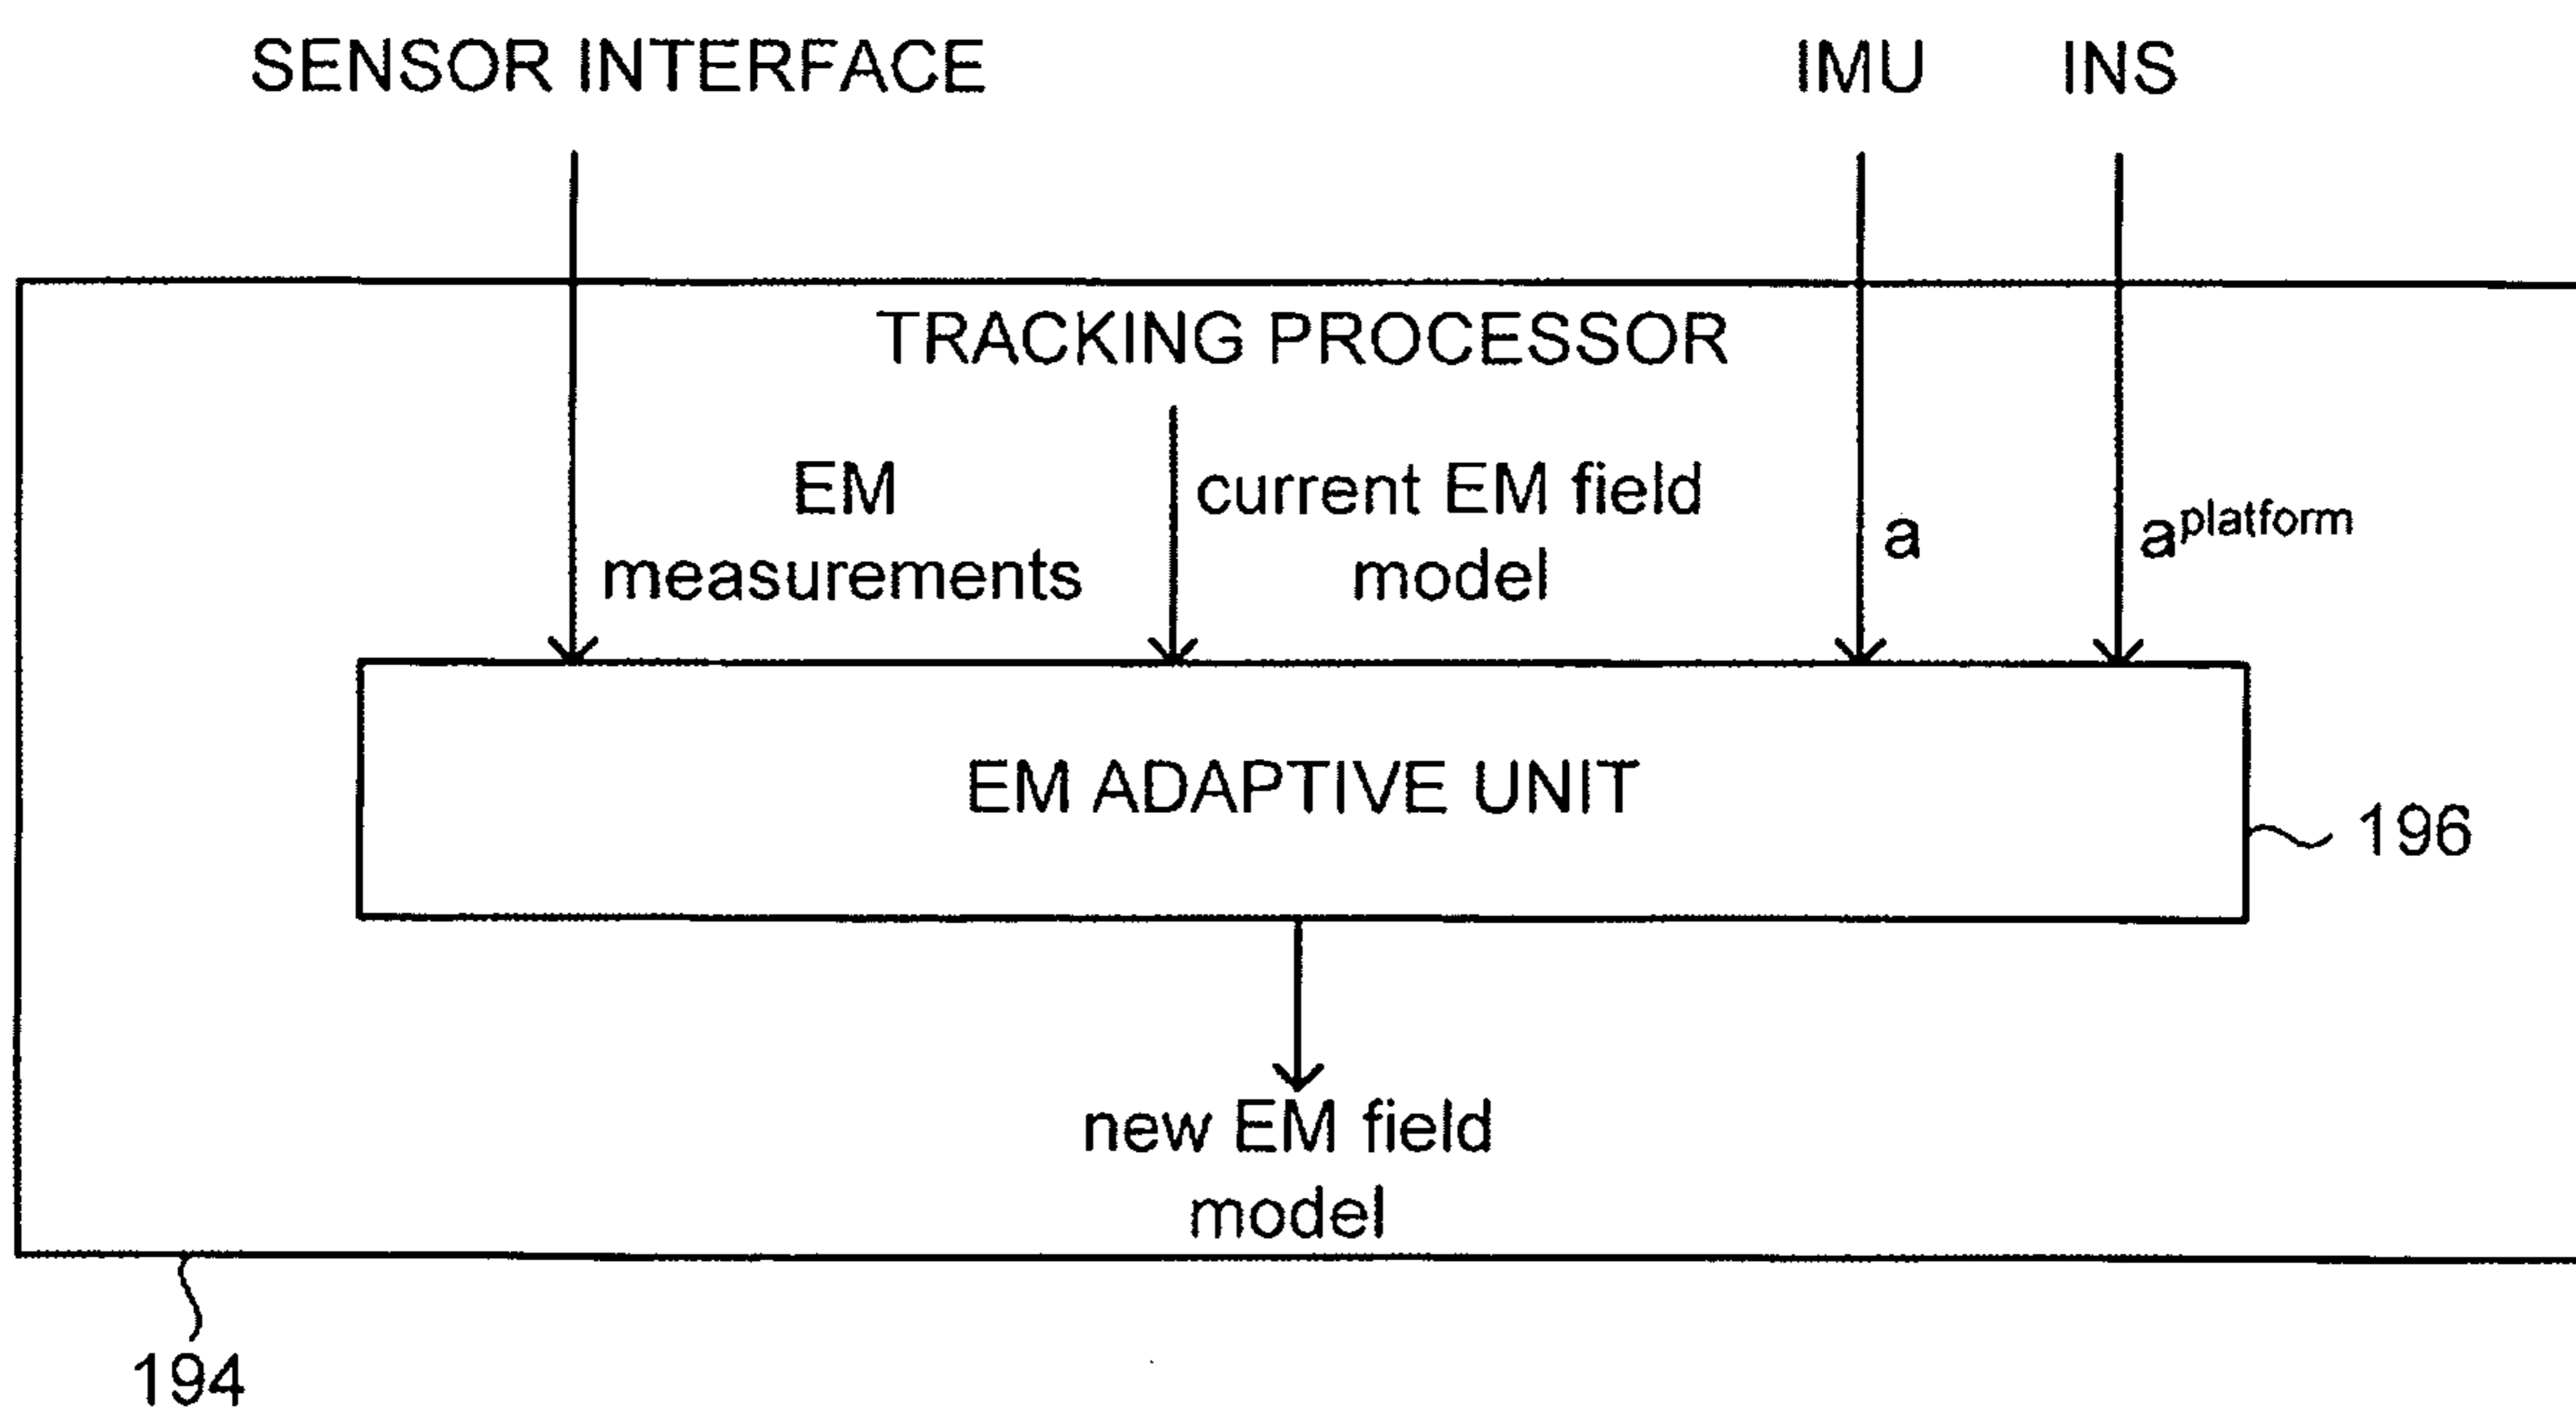 SENSOR INTERFACE
IMU
INS
TRACKING PROCESSOR
EM
measurements
current EM field
model
a
a^platform
EM ADAPTIVE UNIT
196
new EM field
model
194